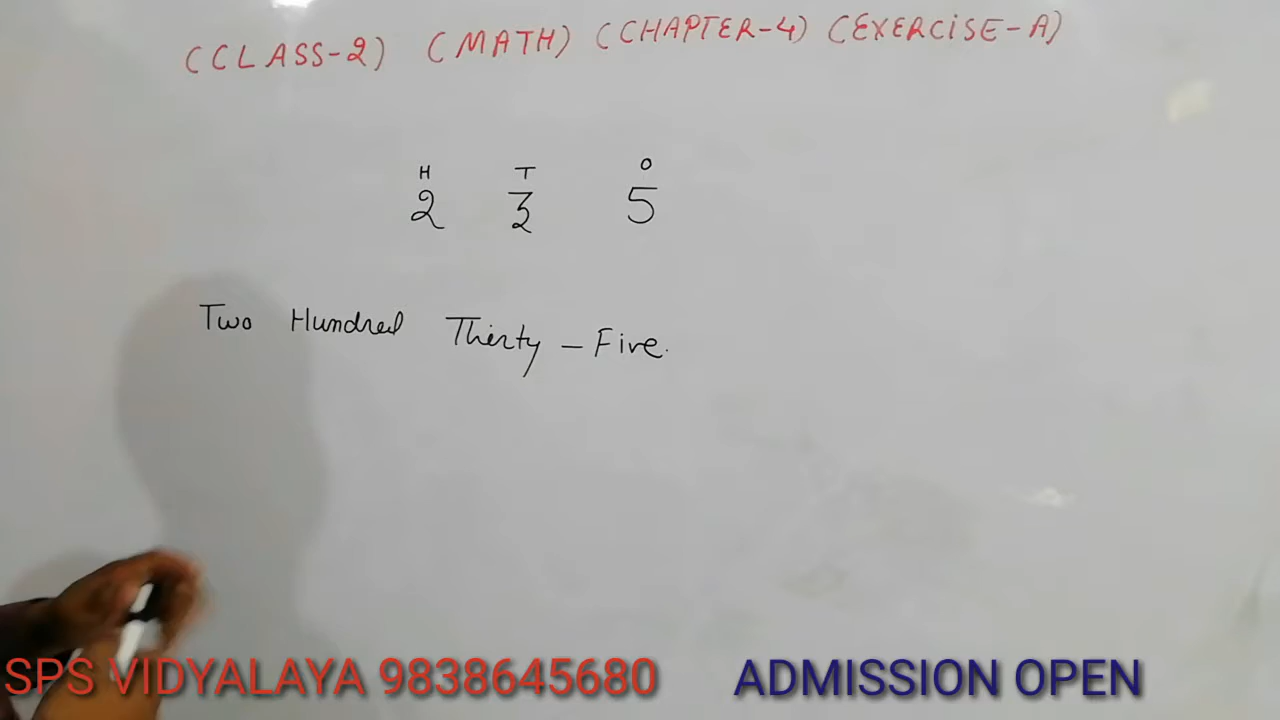 (CLASS-2) (MATH) (CHAPTER-4) (EXERCISE-A)
H T O
2 3 5
Two Hundred Thirty - Five.
SPS VIDYALAYA 9838645680 ADMISSION OPEN